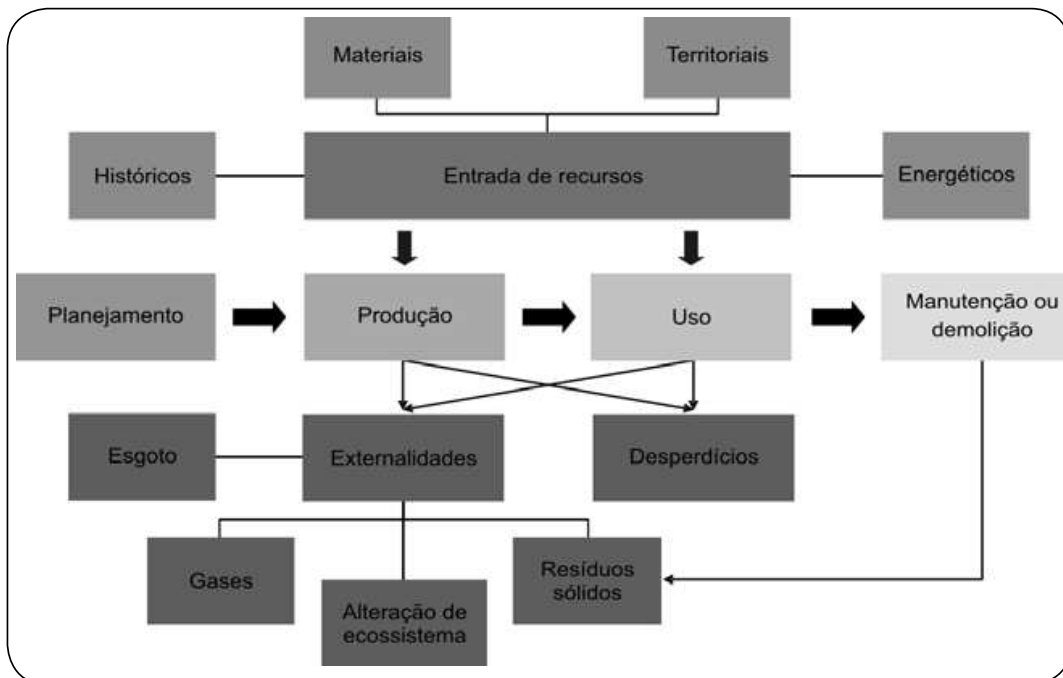 Materiais
Territoriais
Históricos
Entrada de recursos
Energéticos
Planejamento
Produção
Uso
Manutenção ou
demolição
Esgoto
Externalidades
Desperdícios
Gases
Alteração de
ecossistema
Resíduos
sólidos